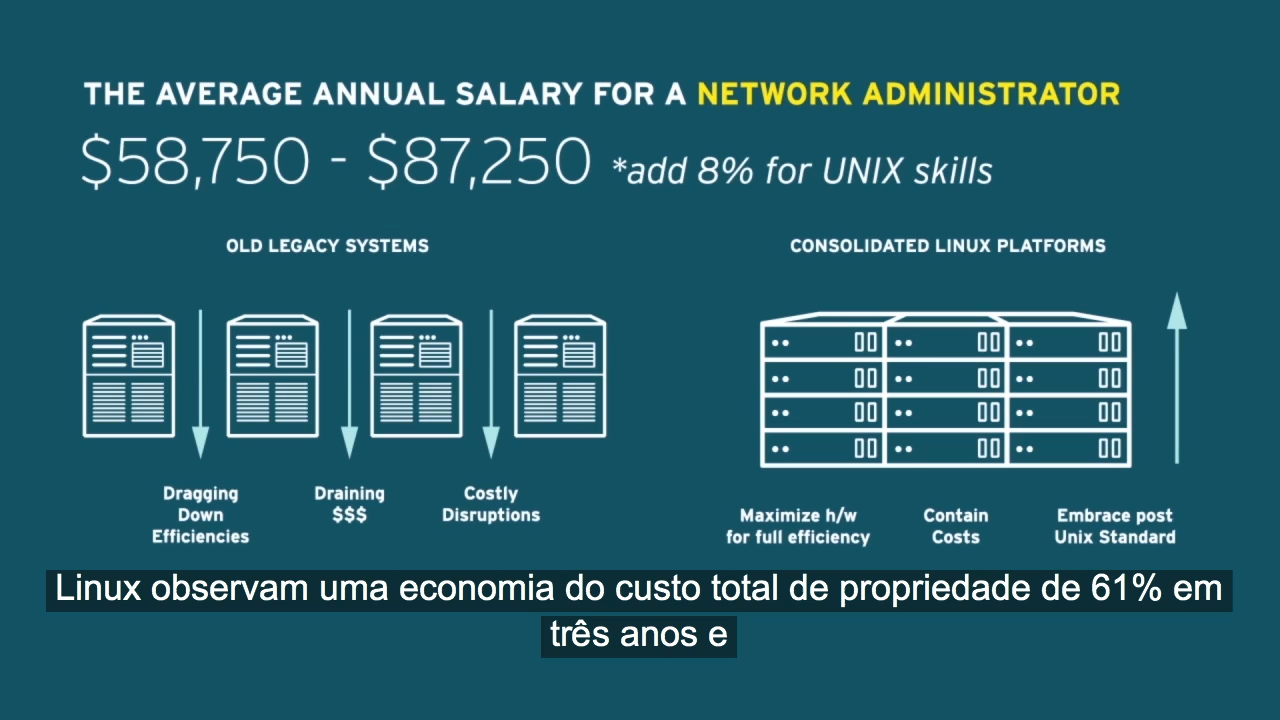 THE AVERAGE ANNUAL SALARY FOR A NETWORK ADMINISTRATOR
$58,750 - $87,250 *add 8% for UNIX skills
OLD LEGACY SYSTEMS
CONSOLIDATED LINUX PLATFORMS
Dragging
Down
Efficiencies
Draining
$$$
Costly
Disruptions
Maximize h/w
for full efficiency
Contain
Costs
Embrace post
Unix Standard
Linux observam uma economia do custo total de propriedade de 61% em
três anos e